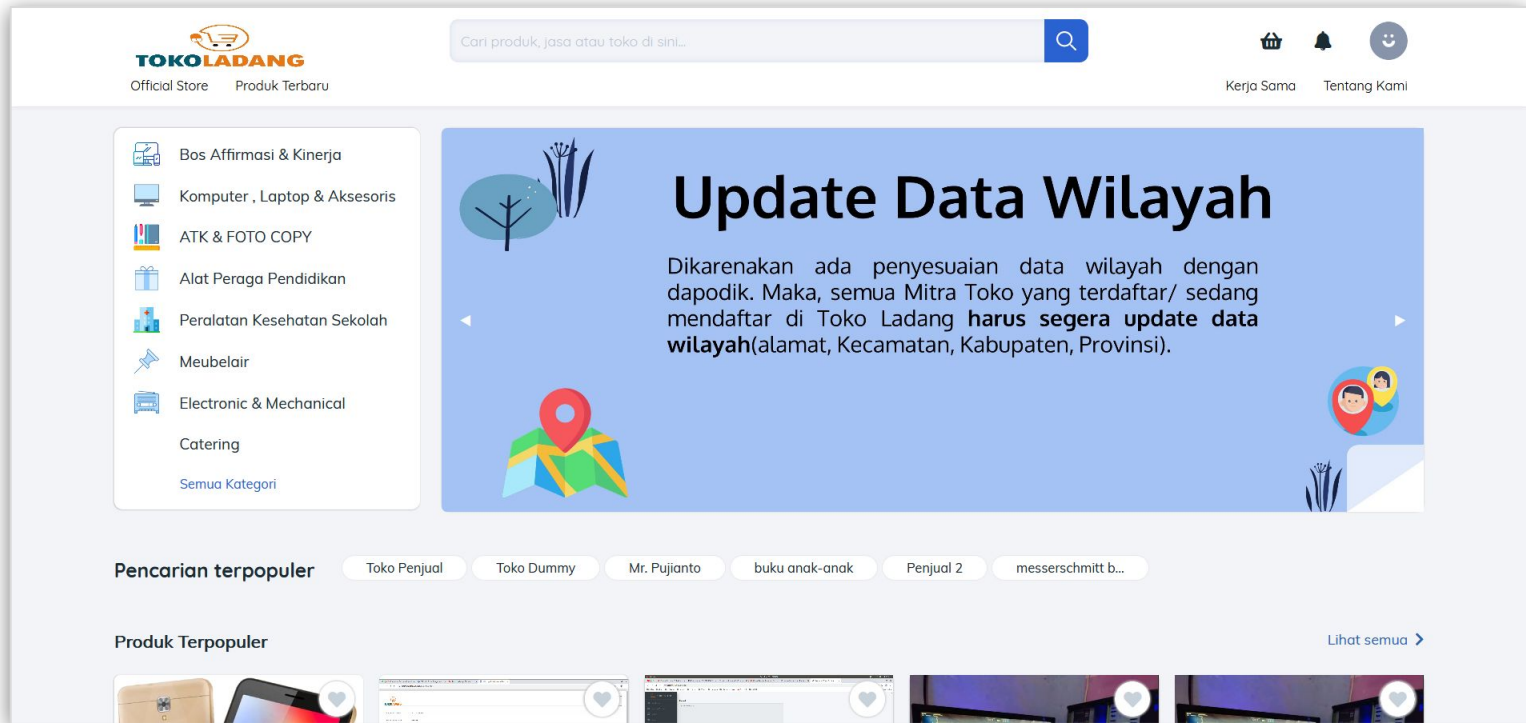 TOKOLADANG
Cari produk, jasa atau toko di sini...
Official Store Produk Terbaru
Kerja Sama Tentang Kami
Bos Affirmasi & Kinerja
Komputer , Laptop & Aksesoris
ATK & FOTO COPY
Alat Peraga Pendidikan
Peralatan Kesehatan Sekolah
Meubelair
Electronic & Mechanical
Catering
Semua Kategori
Update Data Wilayah
Dikarenakan ada penyesuaian data wilayah dengan
dapodik. Maka, semua Mitra Toko yang terdaftar/ sedang
mendaftar di Toko Ladang harus segera update data
wilayah(alamat, Kecamatan, Kabupaten, Provinsi).
Pencarian terpopuler
Toko Penjual Toko Dummy Mr. Pujianto buku anak-anak Penjual 2 messerschmitt b...
Produk Terpopuler
Lihat semua